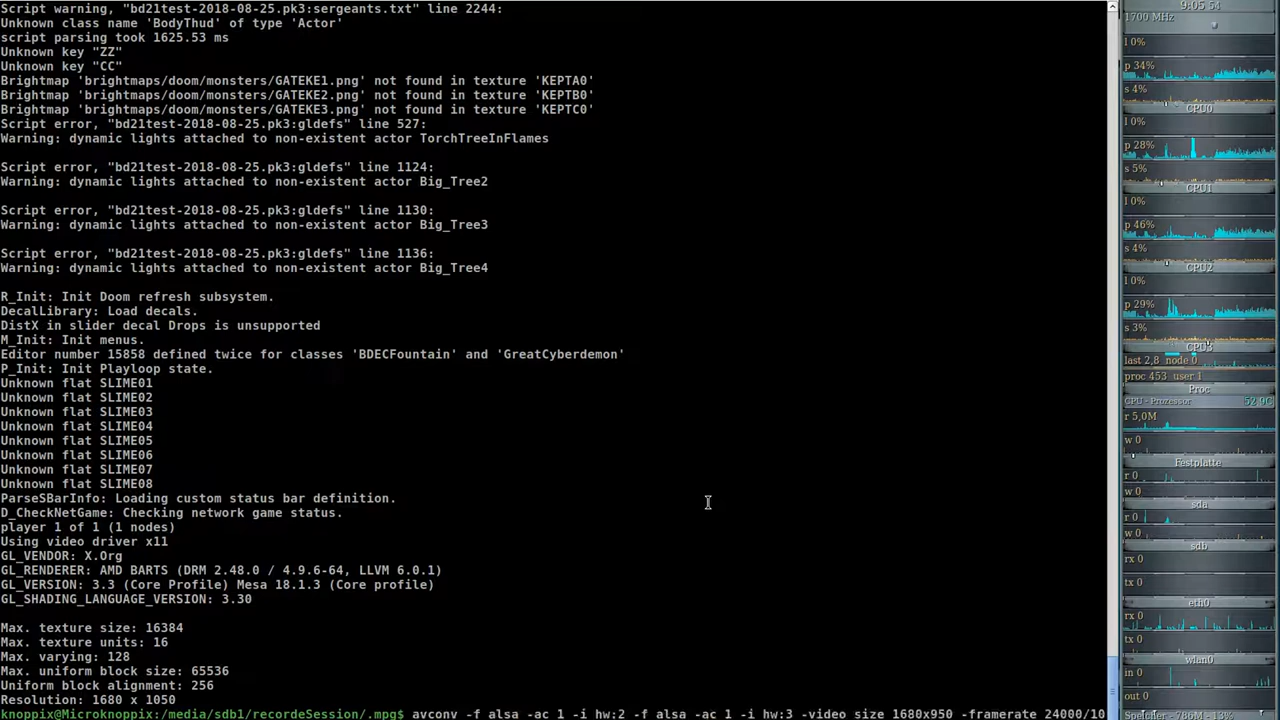 Script warning, "bd21test-2018-08-25.pk3:sergeants.txt" line 2244:
Unknown class name 'BodyThud' of type 'Actor'
script parsing took 1625.53 ms
Unknown key "ZZ"
Unknown key "CC"
Brightmap 'brightmaps/doom/monsters/GATEKE1.png' not found in texture 'KEPTA0'
Brightmap 'brightmaps/doom/monsters/GATEKE2.png' not found in texture 'KEPTB0'
Brightmap 'brightmaps/doom/monsters/GATEKE3.png' not found in texture 'KEPTC0'
Script error, "bd21test-2018-08-25.pk3:gldefs" line 527:
Warning: dynamic lights attached to non-existent actor TorchTreeInFlames
Script error, "bd21test-2018-08-25.pk3:gldefs" line 1124:
Warning: dynamic lights attached to non-existent actor Big_Tree2
Script error, "bd21test-2018-08-25.pk3:gldefs" line 1130:
Warning: dynamic lights attached to non-existent actor Big_Tree3
Script error, "bd21test-2018-08-25.pk3:gldefs" line 1136:
Warning: dynamic lights attached to non-existent actor Big_Tree4
R_Init: Init Doom refresh subsystem.
DecalLibrary: Load decals.
DistX in slider decal Drops is unsupported
M_Init: Init menus.
Editor number 15858 defined twice for classes 'BDECFountain' and 'GreatCyberdemon'
P_Init: Init Playloop state.
Unknown flat SLIME01
Unknown flat SLIME02
Unknown flat SLIME03
Unknown flat SLIME04
Unknown flat SLIME05
Unknown flat SLIME06
Unknown flat SLIME07
Unknown flat SLIME08
ParseSBarInfo: Loading custom status bar definition.
D_CheckNetGame: Checking network game status.
player 1 of 1 (1 nodes)
Using video driver x11
GL_VENDOR: X.Org
GL_RENDERER: AMD BARTS (DRM 2.48.0 / 4.9.6-64, LLVM 6.0.1)
GL_VERSION: 3.3 (Core Profile) Mesa 18.1.3 (Core profile)
GL_SHADING_LANGUAGE_VERSION: 3.30
Max. texture size: 16384
Max. texture units: 16
Max. varying: 128
Max. uniform block size: 65536
Uniform block alignment: 256
Resolution: 1680 x 1050
knoppix@Microknoppix:/media/sdb1/recordeSession/.mpg$ avconv -f alsa -ac 1 -i hw:2 -f alsa -ac 1 -i hw:3 -video_size 1680x950 -framerate 24000/10
9:05 54
1700 MHz
l 0%
p 34%
s 4%
CPU0
l 0%
p 28%
s 5%
CPU1
l 0%
p 46%
s 4%
CPU2
l 0%
p 29%
s 3%
CPU3
last 2,8 node 0
proc 453 user 1
Proc
CPU - Prozessor 52.9C
r 5,0M
w 0
Festplatte
r 0
w 0
sda
r 0
w 0
sdb
rx 0
tx 0
eth0
rx 0
tx 0
wlan0
in 0
out 0
Speicher - 786M - 13%